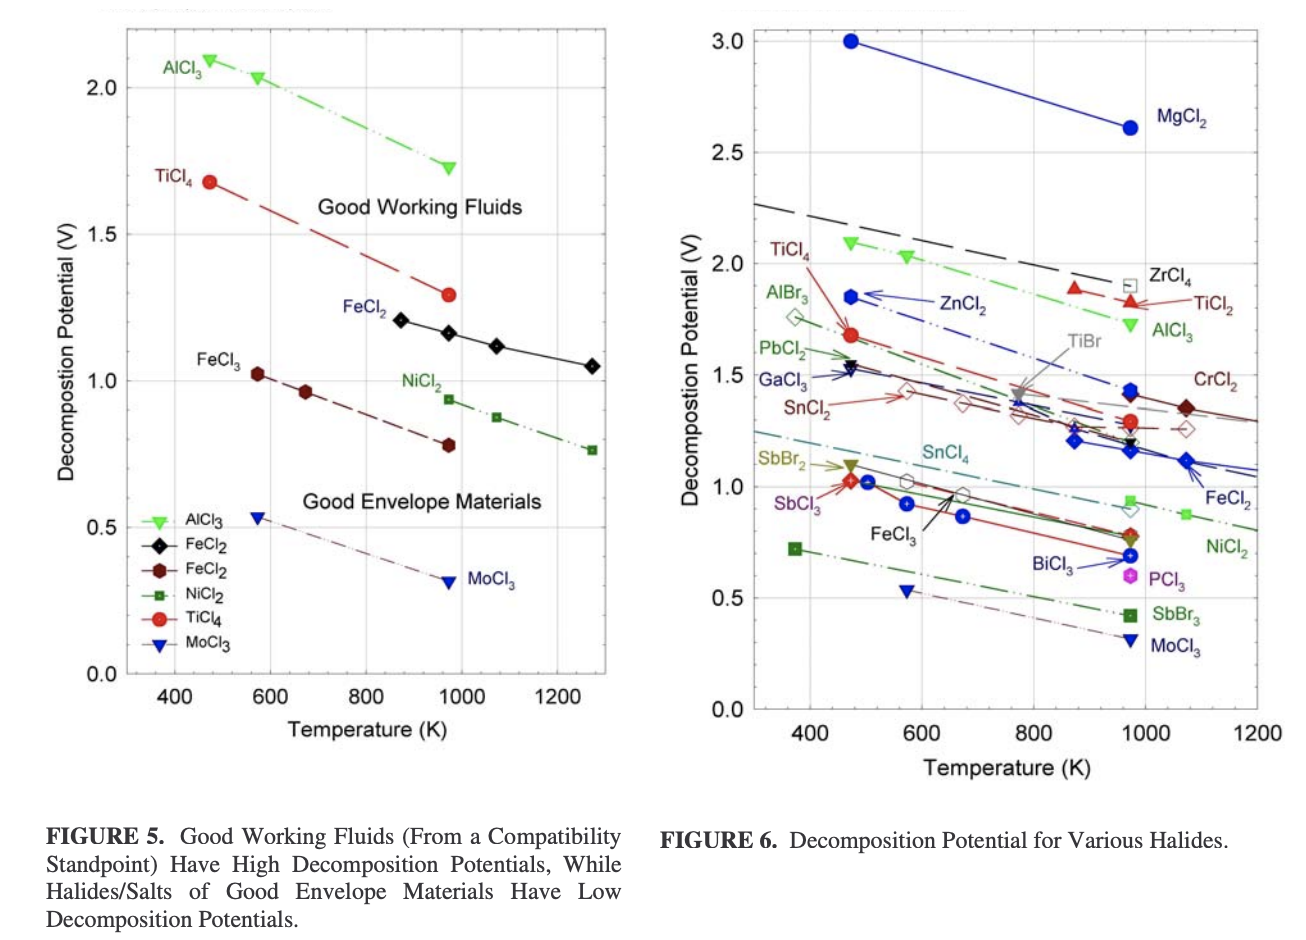 2.0
1.5
1.0
0.5
0.0
400 600 800 1000 1200
Temperature (K)
Decompostion Potential (V)
AlCl3
TiCl4
Good Working Fluids
FeCl2
FeCl3
NiCl2
Good Envelope Materials
MoCl3
AlCl3
FeCl2
FeCl2
NiCl2
TiCl4
MoCl3
3.0
2.5
2.0
1.5
1.0
0.5
0.0
400 600 800 1000 1200
Temperature (K)
Decompostion Potential (V)
MgCl2
TiCl4
ZrCl4
AlBr3
ZnCl2
TiCl2
AlCl3
PbCl2
TiBr
GaCl3
CrCl2
SnCl2
SnCl4
SbBr2
SbCl3
FeCl2
FeCl3
NiCl2
BiCl3
PCl3
SbBr3
MoCl3
FIGURE 5. Good Working Fluids (From a Compatibility
Standpoint) Have High Decomposition Potentials, While
Halides/Salts of Good Envelope Materials Have Low
Decomposition Potentials.
FIGURE 6. Decomposition Potential for Various Halides.